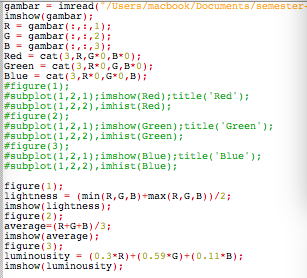 gambar = imread("/Users/macbook/Documents/semester-
imshow(gambar);
R = gambar(:,:,1);
G = gambar(:,:,2);
B = gambar(:,:,3);
Red = cat(3,R,G*0,B*0);
Green = cat(3,R*0,G,B*0);
Blue = cat(3,R*0,G*0,B);
#figure(1);
#subplot(1,2,1);imshow(Red);title('Red');
#subplot(1,2,2),imhist(Red);
#figure(2);
#subplot(1,2,1);imshow(Green);title('Green');
#subplot(1,2,2),imhist(Green);
#figure(3);
#subplot(1,2,1);imshow(Blue);title('Blue');
#subplot(1,2,2),imhist(Blue);
figure(1);
lightness = (min(R,G,B)+max(R,G,B))/2;
imshow(lightness);
figure(2);
average=(R+G+B)/3;
imshow(average);
figure(3);
luminousity = (0.3*R)+(0.59*G)+(0.11*B);
imshow(luminousity);